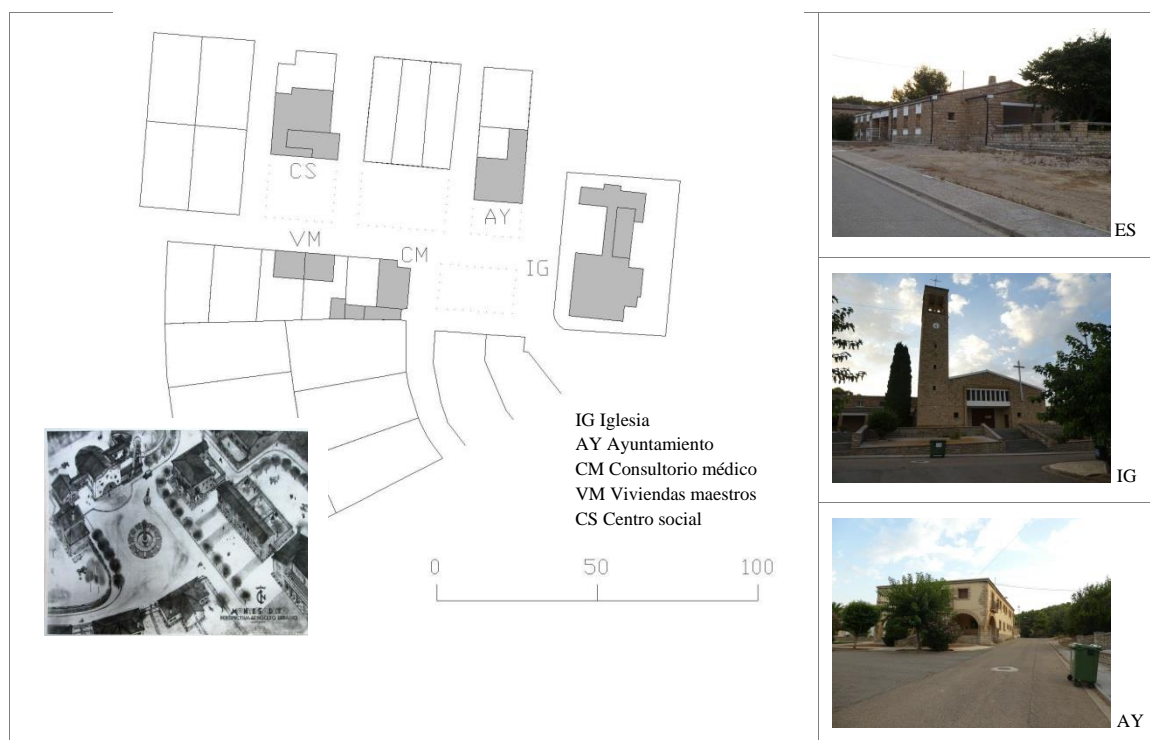 CS
AY
VM
CM
IG
IG Iglesia
AY Ayuntamiento
CM Consultorio médico
VM Viviendas maestros
CS Centro social
0 50 100
ES
IG
AY